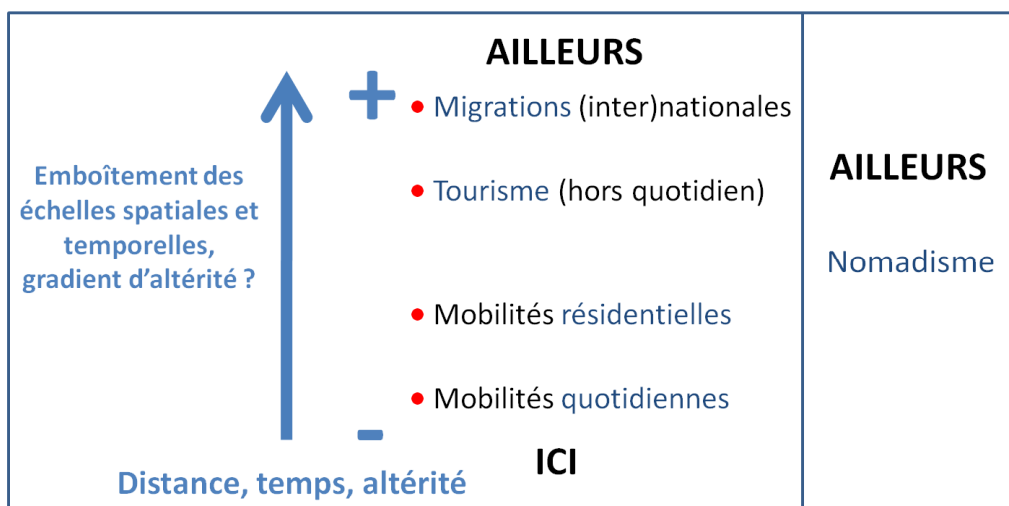 AILLEURS
+
• Migrations (inter)nationales
Emboîtement des
échelles spatiales et
temporelles,
gradient d'altérité ?
• Tourisme (hors quotidien)
• Mobilités résidentielles
• Mobilités quotidiennes
-
ICI
Distance, temps, altérité
AILLEURS
Nomadisme